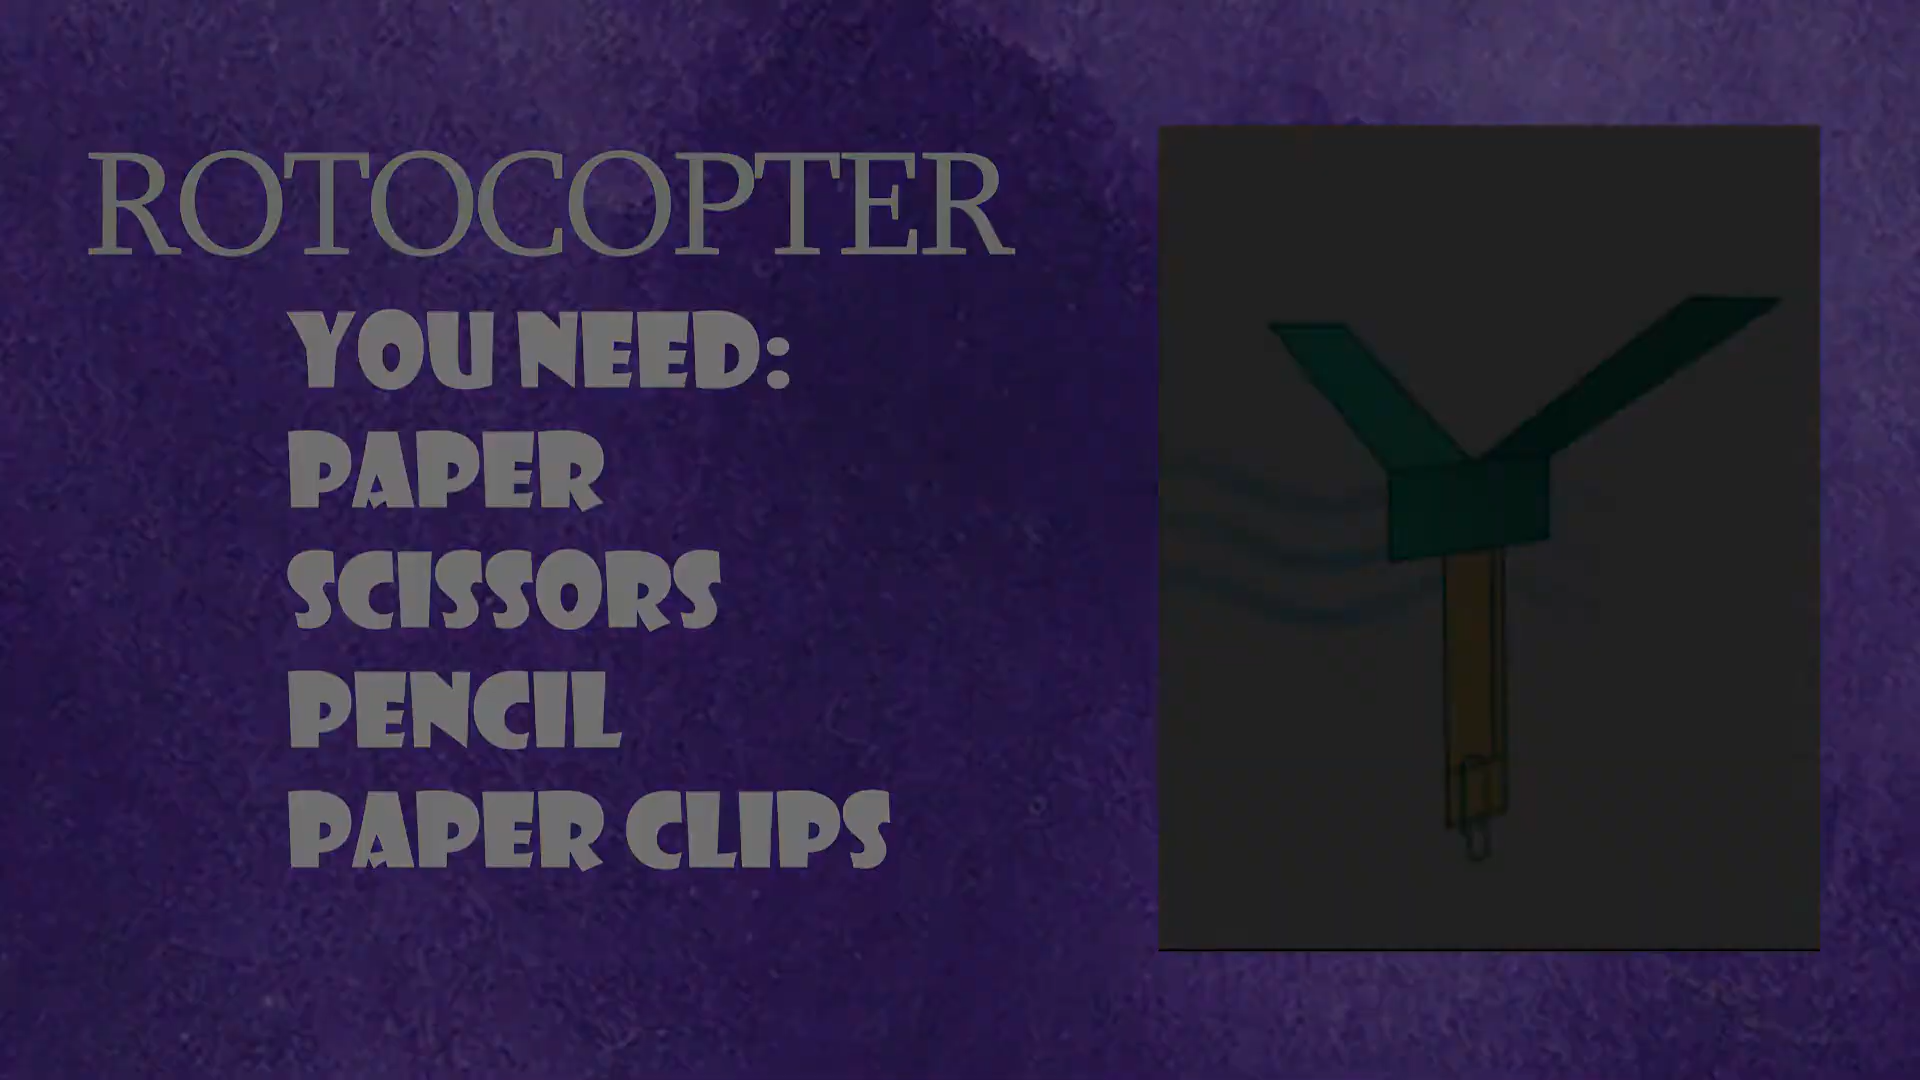 ROTOCOPTER
YOU NEED:
PAPER
SCISSORS
PENCIL
PAPER CLIPS